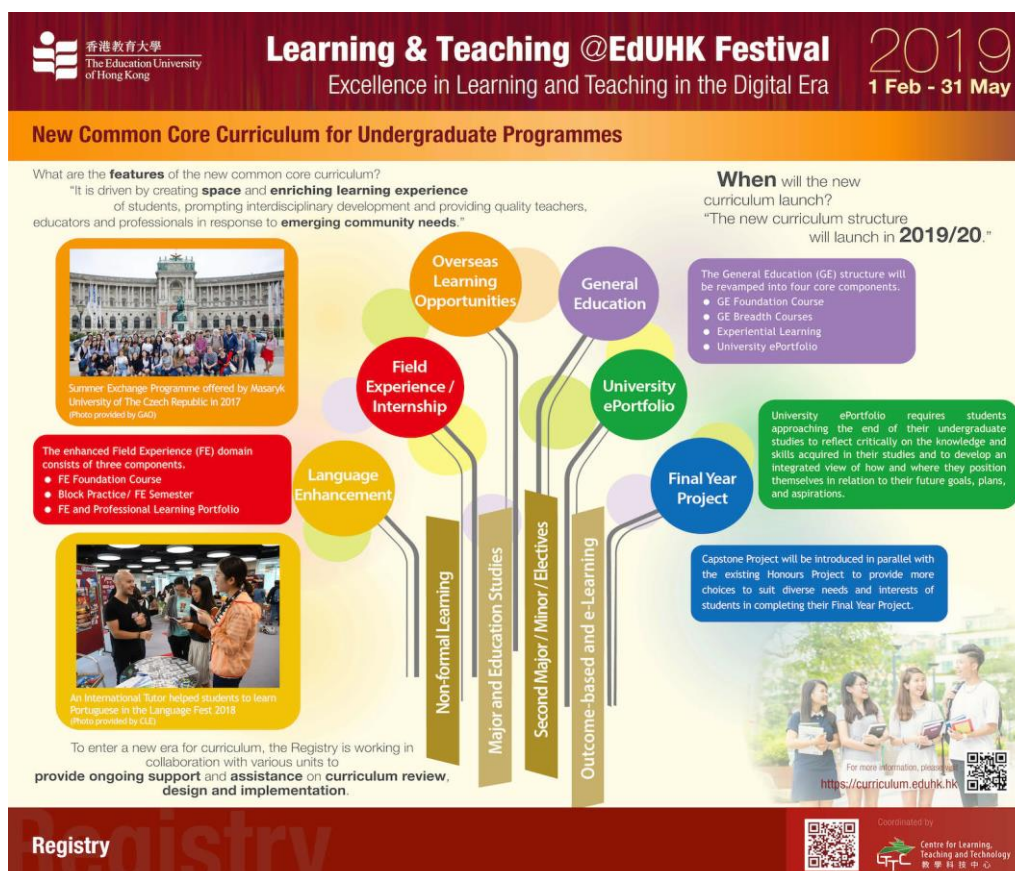 香港教育大學
The Education University
of Hong Kong
Learning & Teaching @EdUHK Festival
Excellence in Learning and Teaching in the Digital Era
2019
1 Feb - 31 May
New Common Core Curriculum for Undergraduate Programmes
What are the features of the new common core curriculum?
"It is driven by creating space and enriching learning experience
of students, prompting interdisciplinary development and providing quality teachers,
educators and professionals in response to emerging community needs."
When will the new
curriculum launch?
"The new curriculum structure
will launch in 2019/20."
Summer Exchange Programme offered by Masaryk
University of The Czech Republic in 2017
(Photo provided by GAO)
The enhanced Field Experience (FE) domain
consists of three components.
● FE Foundation Course
● Block Practice/ FE Semester
● FE and Professional Learning Portfolio
An International Tutor helped students to learn
Portuguese in the Language Fest 2018
(Photo provided by CLE)
Overseas
Learning
Opportunities
General
Education
Field
Experience /
Internship
University
ePortfolio
Language
Enhancement
Final Year
Project
Non-formal Learning
Major and Education Studies
Second Major / Minor / Electives
Outcome-based and e-Learning
The General Education (GE) structure will
be revamped into four core components.
● GE Foundation Course
● GE Breadth Courses
● Experiential Learning
● University ePortfolio
University ePortfolio requires students
approaching the end of their undergraduate
studies to reflect critically on the knowledge and
skills acquired in their studies and to develop an
integrated view of how and where they position
themselves in relation to their future goals, plans,
and aspirations.
Capstone Project will be introduced in parallel with
the existing Honours Project to provide more
choices to suit diverse needs and interests of
students in completing their Final Year Project.
To enter a new era for curriculum, the Registry is working in
collaboration with various units to
provide ongoing support and assistance on curriculum review,
design and implementation.
For more information, please visit
https://curriculum.eduhk.hk
Registry
Registry
Coordinated by
LTTC
Centre for Learning,
Teaching and Technology
教學科技中心